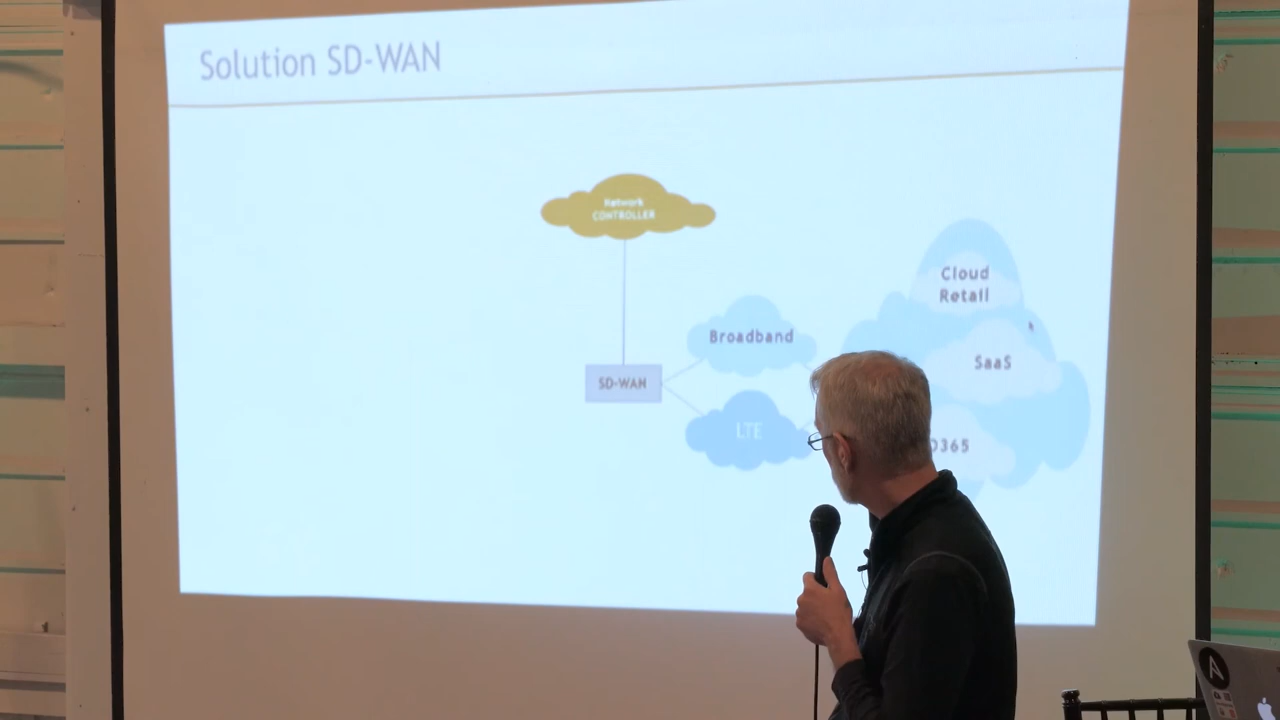 Solution SD-WAN
Network
CONTROLLER
Cloud
Retail
Broadband
SaaS
SD-WAN
LTE
O365